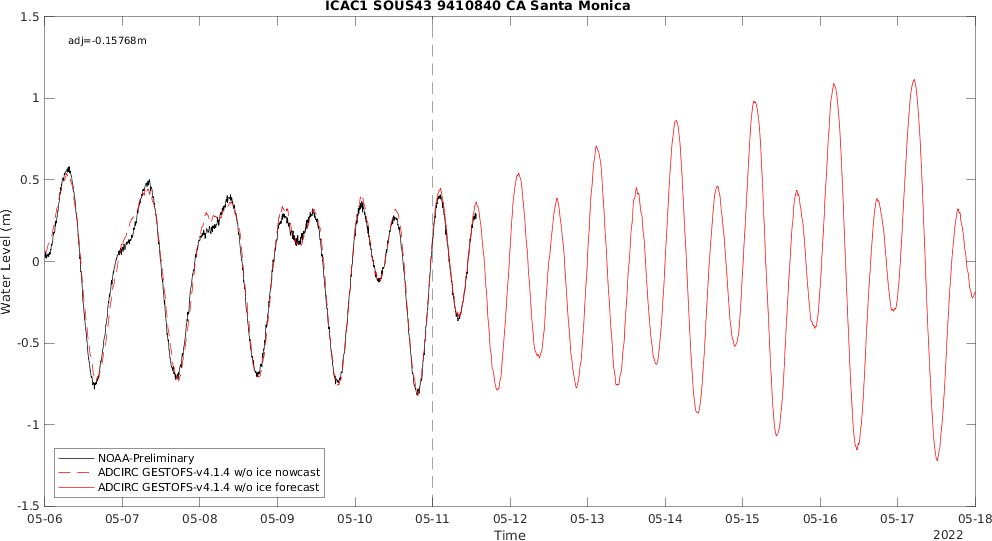 ICAC1 SOUS43 9410840 CA Santa Monica
adj=-0.15768m
1.5
1
0.5
0
-0.5
-1
-1.5
Water Level (m)
NOAA-Preliminary
ADCIRC GESTOFS-v4.1.4 w/o ice nowcast
ADCIRC GESTOFS-v4.1.4 w/o ice forecast
05-06 05-07 05-08 05-09 05-10 05-11 05-12 05-13 05-14 05-15 05-16 05-17 05-18
Time
2022